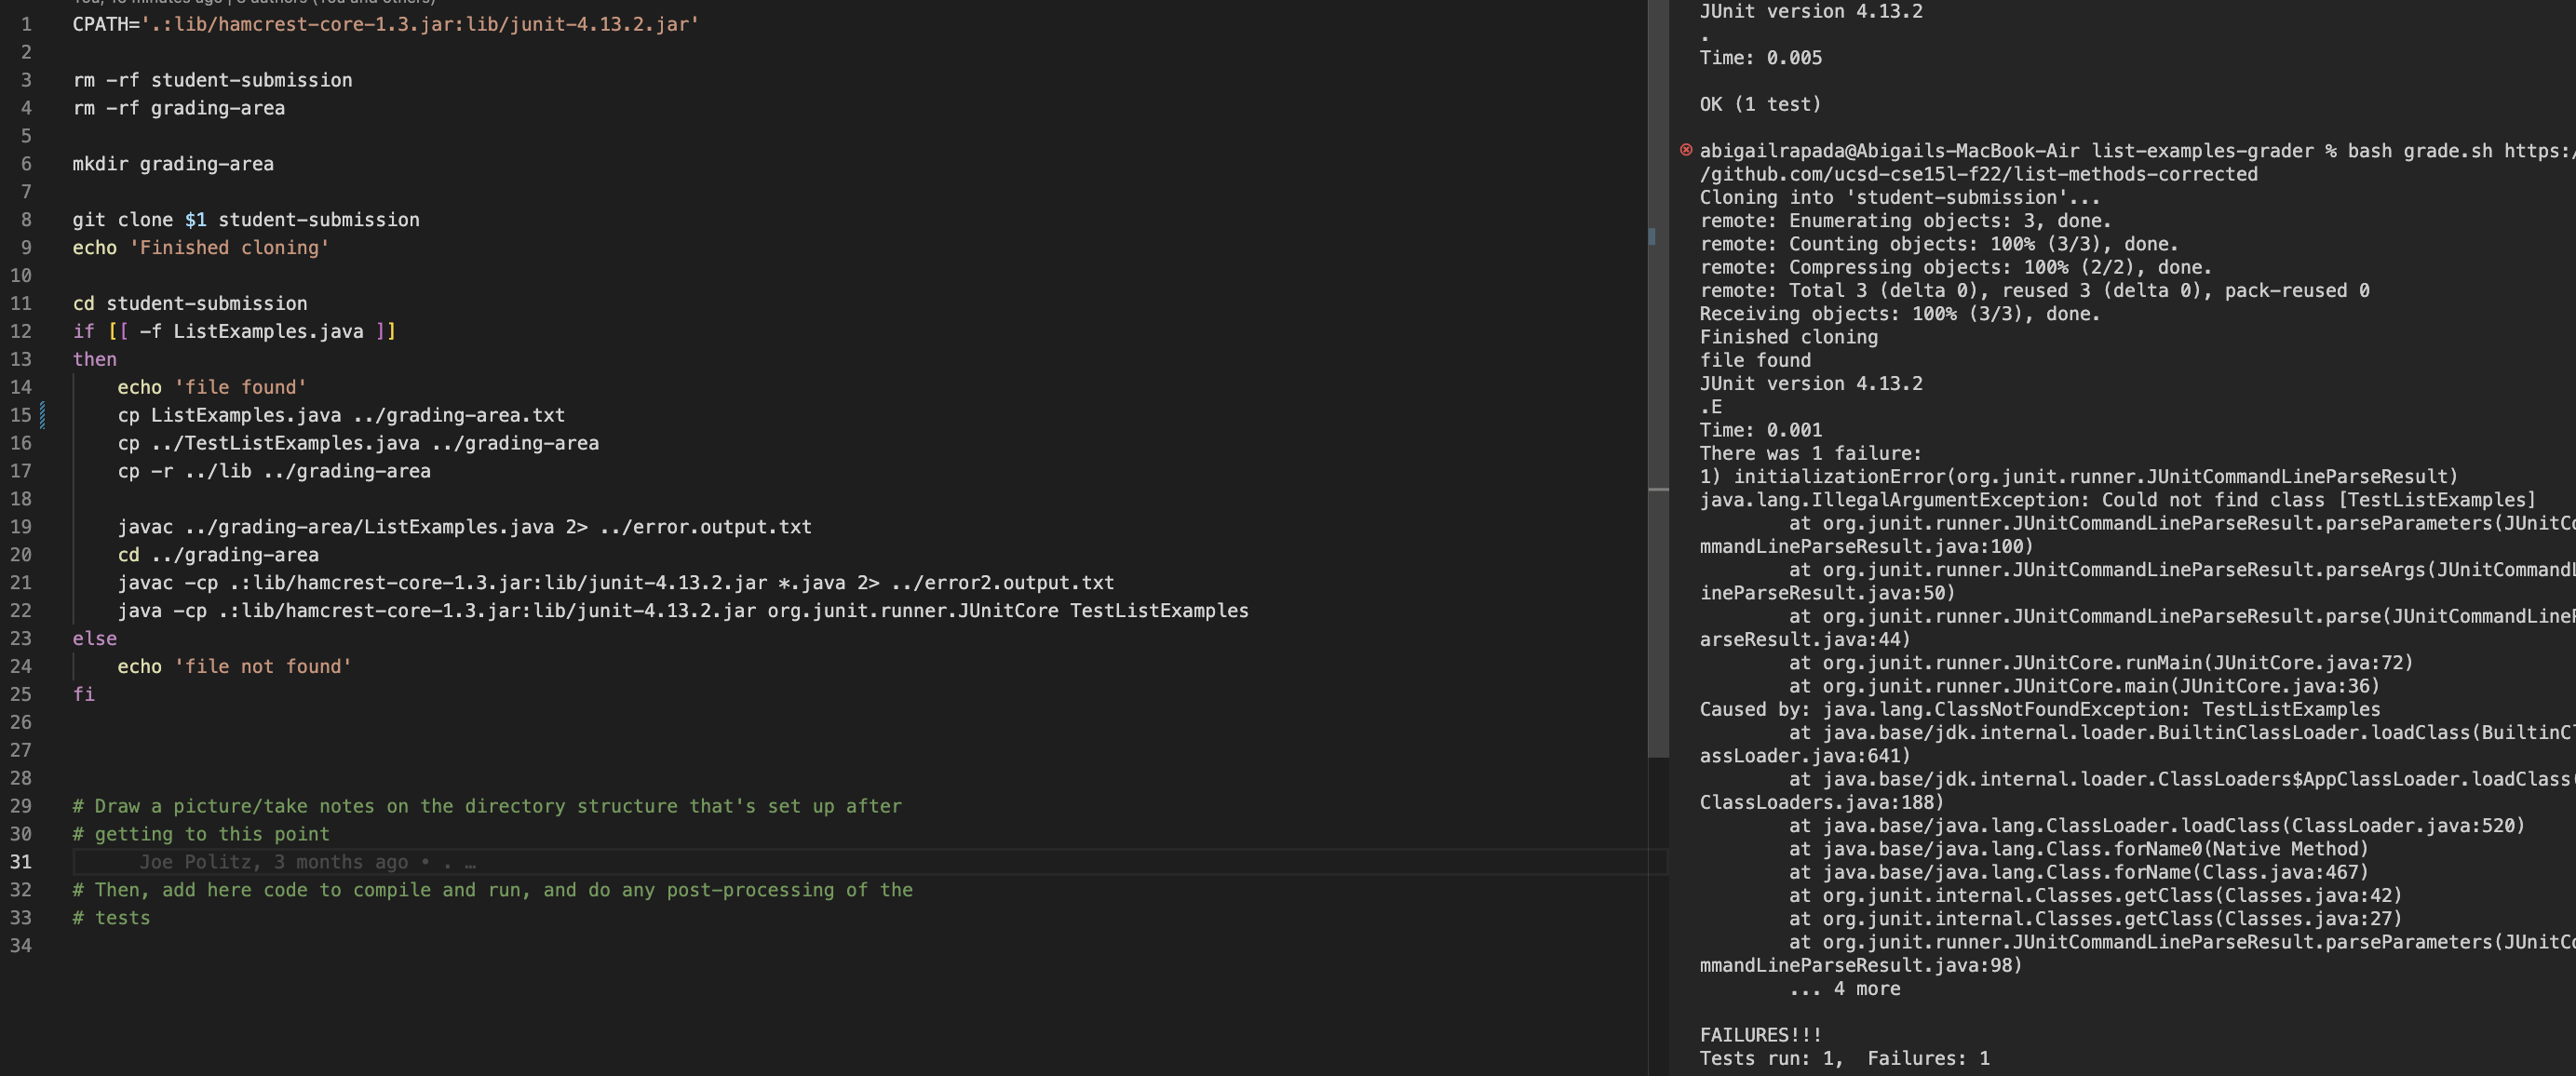 1 CPATH='.:lib/hamcrest-core-1.3.jar:lib/junit-4.13.2.jar'
2
3 rm -rf student-submission
4 rm -rf grading-area
5
6 mkdir grading-area
7
8 git clone $1 student-submission
9 echo 'Finished cloning'
10
11 cd student-submission
12 if [[ -f ListExamples.java ]]
13 then
14 echo 'file found'
15 cp ListExamples.java ../grading-area.txt
16 cp ../TestListExamples.java ../grading-area
17 cp -r ../lib ../grading-area
18
19 javac ../grading-area/ListExamples.java 2> ../error.output.txt
20 cd ../grading-area
21 javac -cp .:lib/hamcrest-core-1.3.jar:lib/junit-4.13.2.jar *.java 2> ../error2.output.txt
22 java -cp .:lib/hamcrest-core-1.3.jar:lib/junit-4.13.2.jar org.junit.runner.JUnitCore TestListExamples
23 else
24 echo 'file not found'
25 fi
26
27
28
29 # Draw a picture/take notes on the directory structure that's set up after
30 # getting to this point
31 Joe Politz, 3 months ago • . …
32 # Then, add here code to compile and run, and do any post-processing of the
33 # tests
34
JUnit version 4.13.2
.
Time: 0.005
OK (1 test)
abigailrapada@Abigails-MacBook-Air list-examples-grader % bash grade.sh https:/
/github.com/ucsd-cse15l-f22/list-methods-corrected
Cloning into 'student-submission'...
remote: Enumerating objects: 3, done.
remote: Counting objects: 100% (3/3), done.
remote: Compressing objects: 100% (2/2), done.
remote: Total 3 (delta 0), reused 3 (delta 0), pack-reused 0
Receiving objects: 100% (3/3), done.
Finished cloning
file found
JUnit version 4.13.2
.E
Time: 0.001
There was 1 failure:
1) initializationError(org.junit.runner.JUnitCommandLineParseResult)
java.lang.IllegalArgumentException: Could not find class [TestListExamples]
at org.junit.runner.JUnitCommandLineParseResult.parseParameters(JUnitCo
mmandLineParseResult.java:100)
at org.junit.runner.JUnitCommandLineParseResult.parseArgs(JUnitCommandL
ineParseResult.java:50)
at org.junit.runner.JUnitCommandLineParseResult.parse(JUnitCommandLineP
arseResult.java:44)
at org.junit.runner.JUnitCore.runMain(JUnitCore.java:72)
at org.junit.runner.JUnitCore.main(JUnitCore.java:36)
Caused by: java.lang.ClassNotFoundException: TestListExamples
at java.base/jdk.internal.loader.BuiltinClassLoader.loadClass(BuiltinCl
assLoader.java:641)
at java.base/jdk.internal.loader.ClassLoaders$AppClassLoader.loadClass(
ClassLoaders.java:188)
at java.base/java.lang.ClassLoader.loadClass(ClassLoader.java:520)
at java.base/java.lang.Class.forName0(Native Method)
at java.base/java.lang.Class.forName(Class.java:467)
at org.junit.internal.Classes.getClass(Classes.java:42)
at org.junit.internal.Classes.getClass(Classes.java:27)
at org.junit.runner.JUnitCommandLineParseResult.parseParameters(JUnitCo
mmandLineParseResult.java:98)
... 4 more
FAILURES!!!
Tests run: 1,  Failures: 1